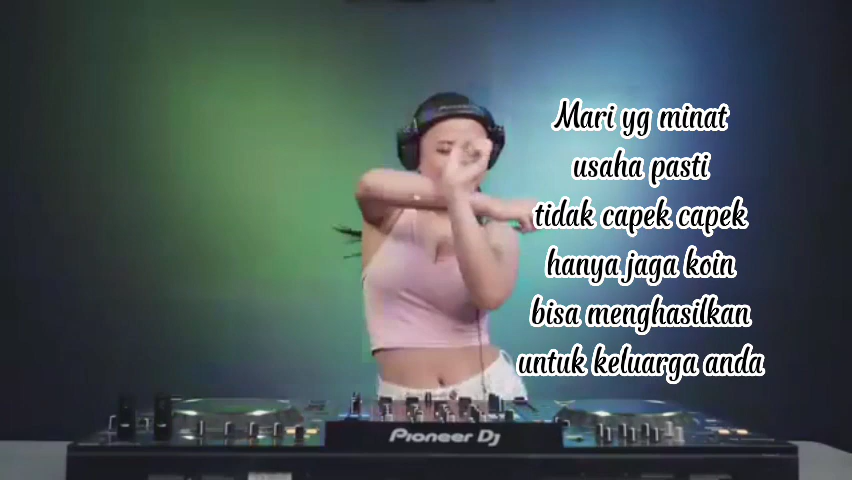 Mari yg minat
usaha pasti
tidak capek capek
hanya jaga koin
bisa menghasilkan
untuk keluarga anda
Pioneer Dj